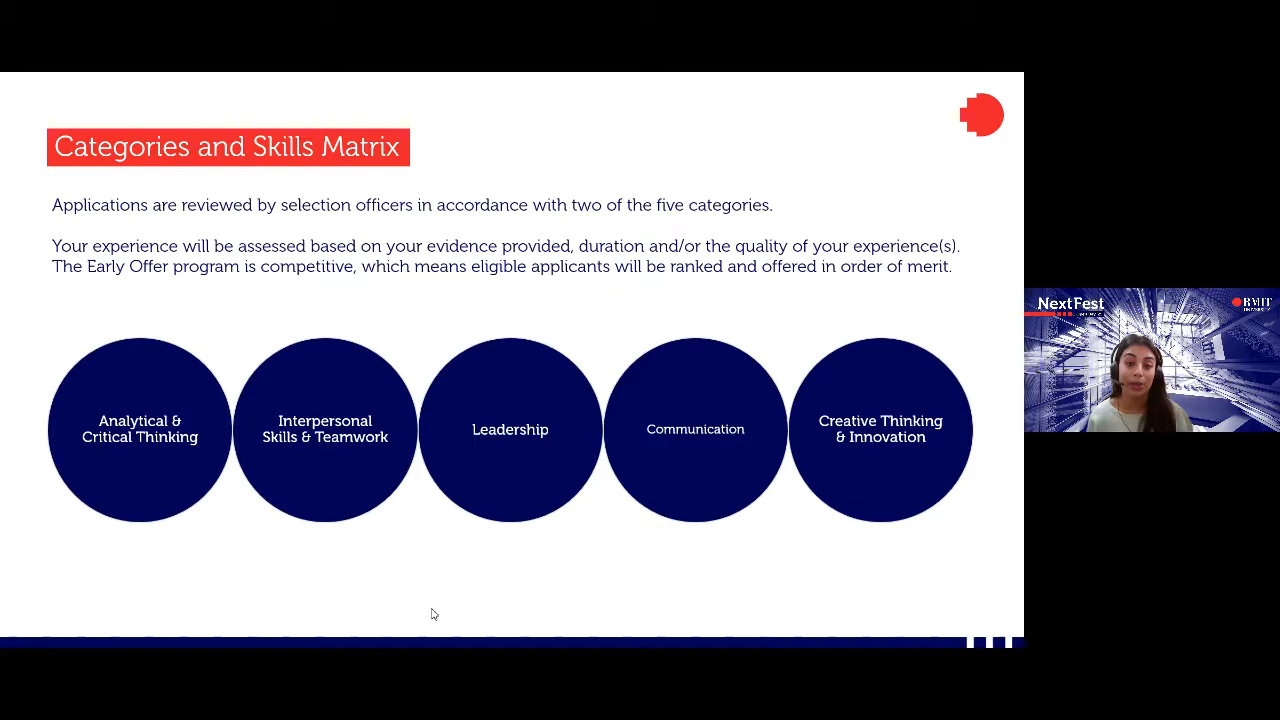 Categories and Skills Matrix
Applications are reviewed by selection officers in accordance with two of the five categories.
Your experience will be assessed based on your evidence provided, duration and/or the quality of your experience(s).
The Early Offer program is competitive, which means eligible applicants will be ranked and offered in order of merit.
Analytical &
Critical Thinking
Interpersonal
Skills & Teamwork
Leadership
Communication
Creative Thinking
& Innovation
NextFest
RMIT
UNIVERSITY